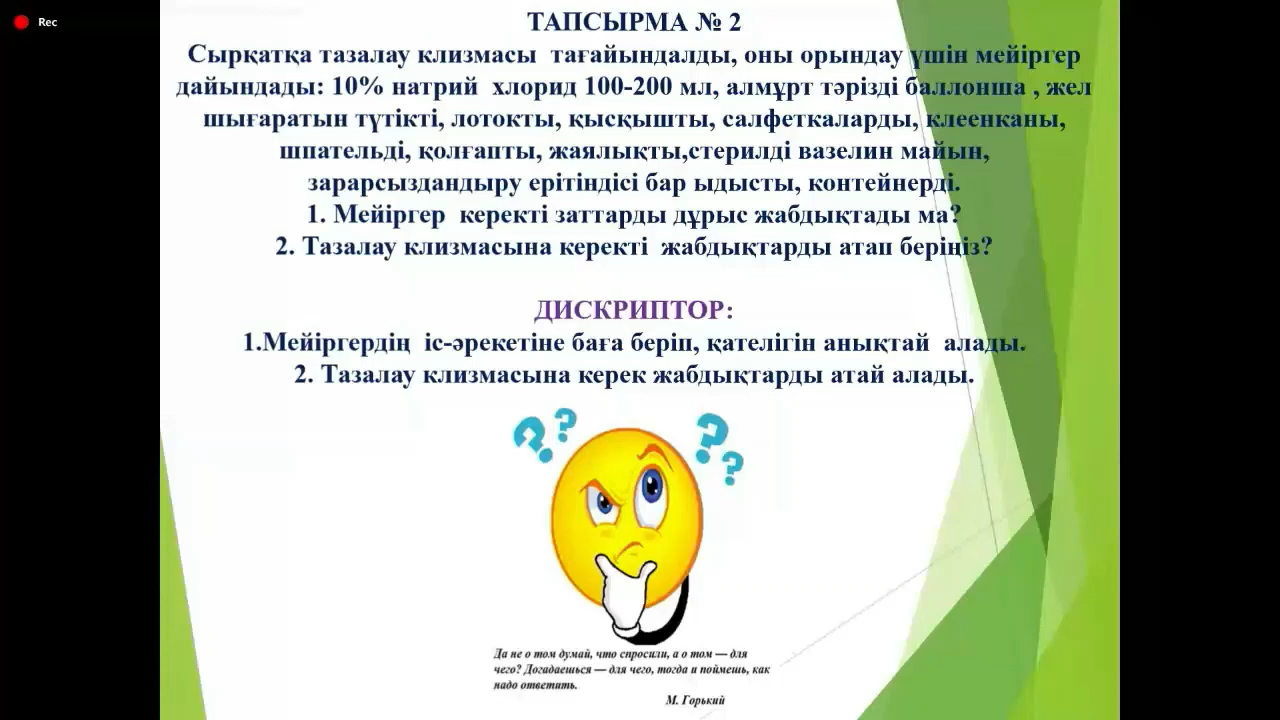 Rec
ТАПСЫРМА № 2
Сырқатқа тазалау клизмасы тағайындалды, оны орындау үшін мейіргер
дайындады: 10% натрий хлорид 100-200 мл, алмұрт тәрізді баллонша , жел
шығаратын түтікті, лотокты, қысқышты, салфеткаларды, клеенканы,
шпательді, қолғапты, жаялықты,стерилді вазелин майын,
зарарсыздандыру ерітіндісі бар ыдысты, контейнерді.
1. Мейіргер керекті заттарды дұрыс жабдықтады ма?
2. Тазалау клизмасына керекті жабдықтарды атап беріңіз?
ДИСКРИПТОР:
1.Мейіргердің іс-әрекетіне баға беріп, қателігін анықтай алады.
2. Тазалау клизмасына керек жабдықтарды атай алады.
Да не о том думай, что спросили, а о том — для
чего? Догадаешься — для чего, тогда и поймешь, как
надо ответить.
М. Горький